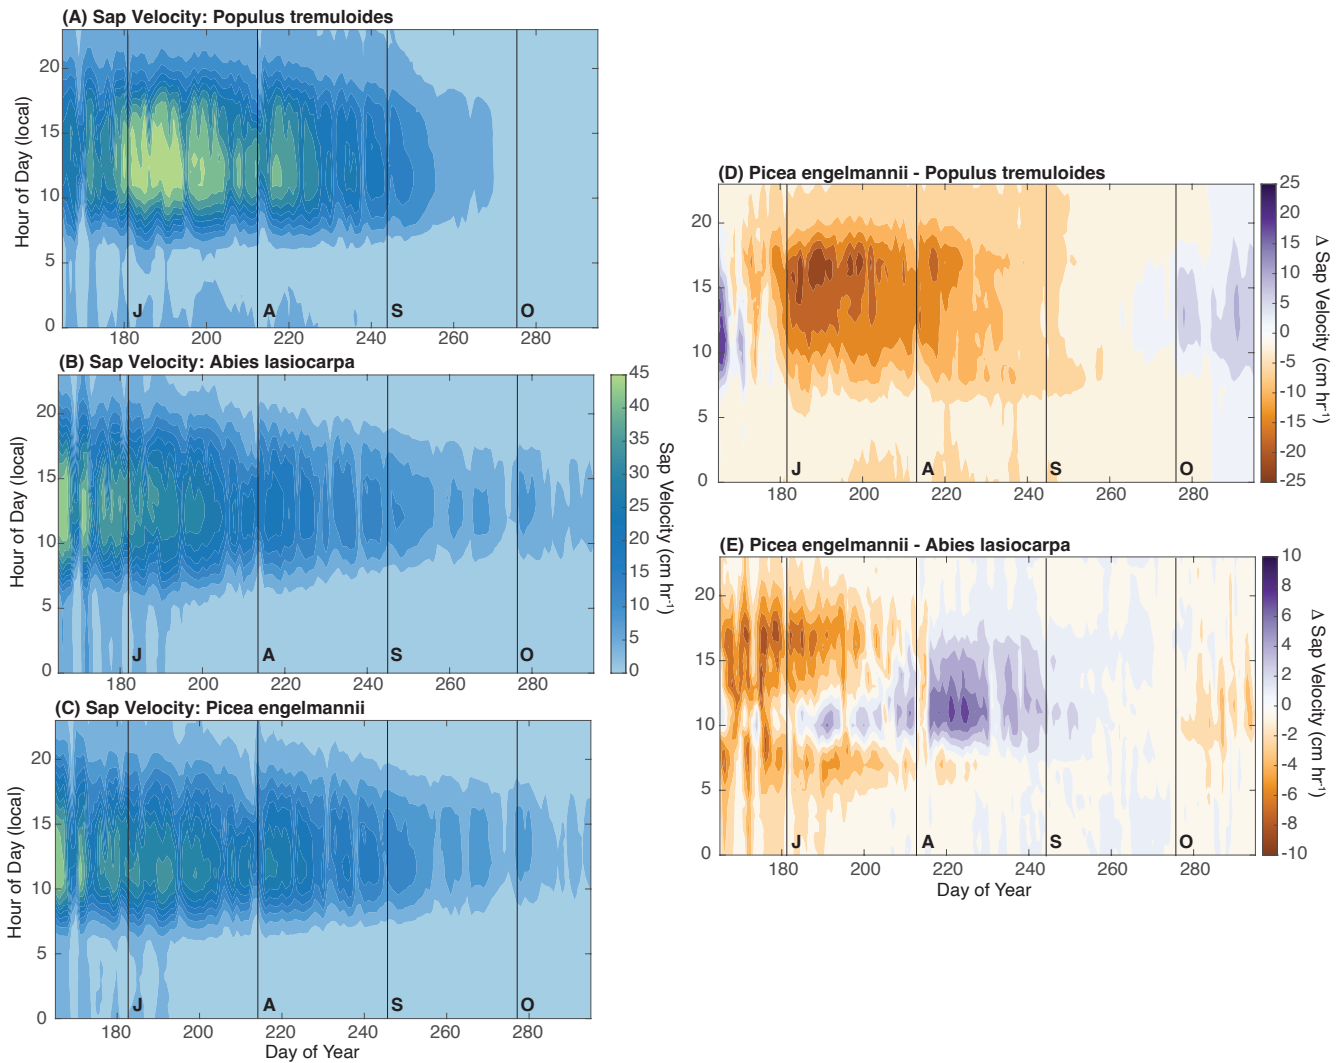 (A) Sap Velocity: Populus tremuloides
Hour of Day (local)
20
15
10
5
0
J
A
S
O
180
200
220
240
260
280
(B) Sap Velocity: Abies lasiocarpa
Hour of Day (local)
20
15
10
5
0
J
A
S
O
180
200
220
240
260
280
45
40
35
30
25
20
15
10
5
0
Sap Velocity (cm hr-1)
(C) Sap Velocity: Picea engelmannii
Hour of Day (local)
20
15
10
5
0
J
A
S
O
180
200
220
240
260
280
Day of Year
(D) Picea engelmannii - Populus tremuloides
20
15
10
5
0
J
A
S
O
180
200
220
240
260
280
25
20
15
10
5
0
-5
-10
-15
-20
-25
Δ Sap Velocity (cm hr-1)
(E) Picea engelmannii - Abies lasiocarpa
20
15
10
5
0
J
A
S
O
180
200
220
240
260
280
Day of Year
10
8
6
4
2
0
-2
-4
-6
-8
-10
Δ Sap Velocity (cm hr-1)